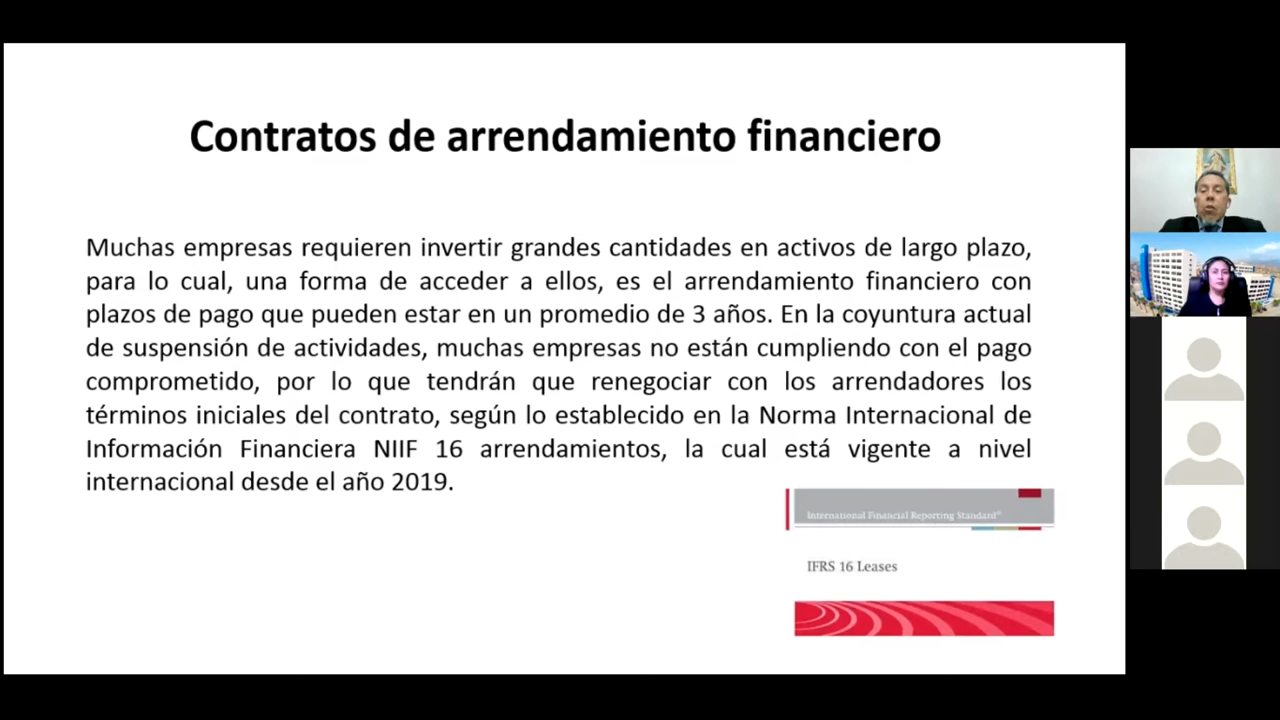 Contratos de arrendamiento financiero
Muchas empresas requieren invertir grandes cantidades en activos de largo plazo,
para lo cual, una forma de acceder a ellos, es el arrendamiento financiero con
plazos de pago que pueden estar en un promedio de 3 años. En la coyuntura actual
de suspensión de actividades, muchas empresas no están cumpliendo con el pago
comprometido, por lo que tendrán que renegociar con los arrendadores los
términos iniciales del contrato, según lo establecido en la Norma Internacional de
Información Financiera NIIF 16 arrendamientos, la cual está vigente a nivel
internacional desde el año 2019.
International Financial Reporting Standard®
IFRS 16 Leases